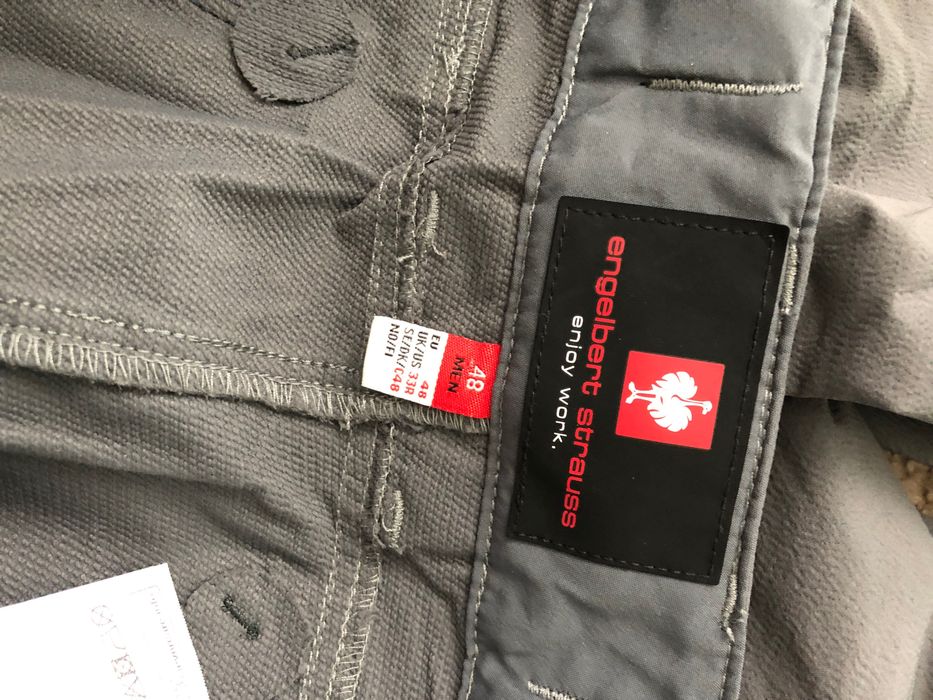 engelbert strauss
enjoy work.
48
MEN
EU 48
UK/US 33R
SE/DK/C48
NO/FI